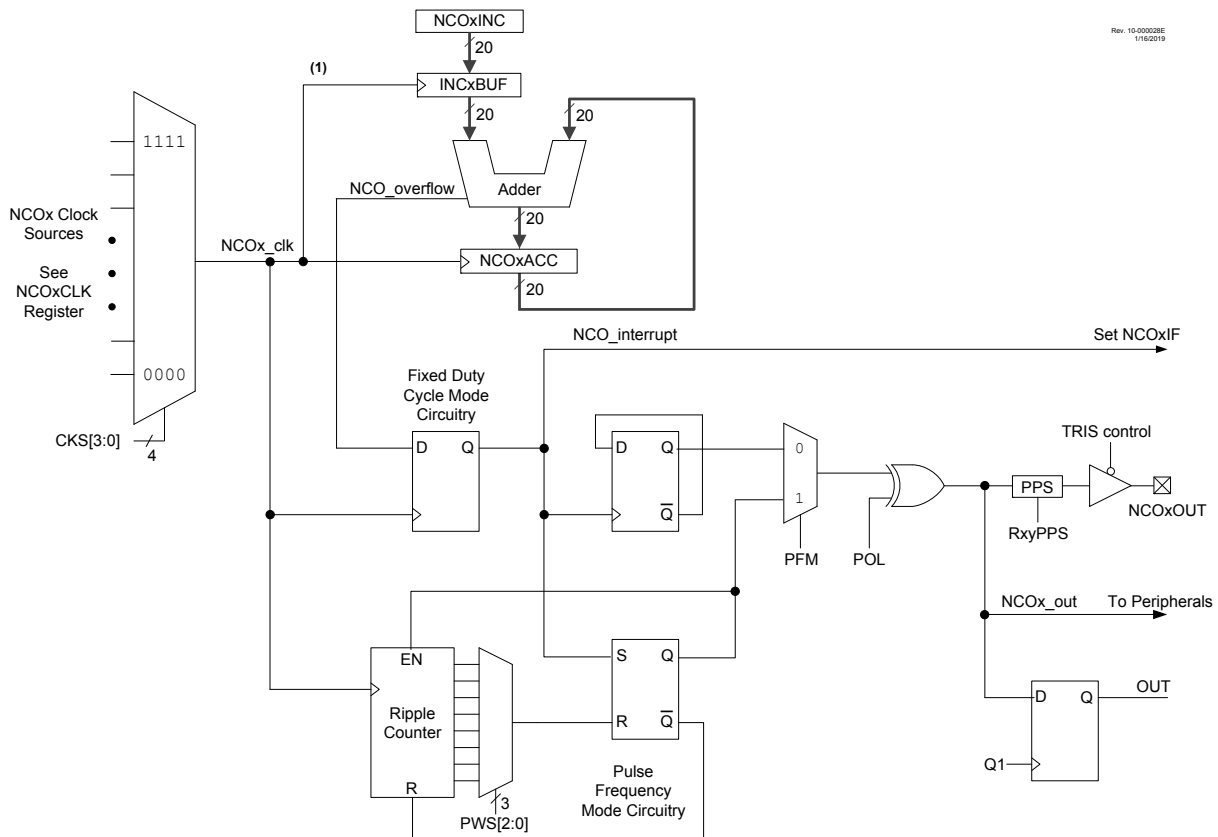 NCOxINC
20
Rev. 10-000028E
1/16/2019
(1)
INCxBUF
20
20
1111
Adder
NCO_overflow
20
NCOx Clock
Sources
See
NCOxCLK
Register
NCOx_clk
NCOxACC
20
0000
CKS[3:0]
4
NCO_interrupt
Set NCOxIF
Fixed Duty
Cycle Mode
Circuitry
D Q
D Q
Q
0
1
PFM
POL
TRIS control
PPS
RxyPPS
NCOxOUT
NCOx_out
To Peripherals
EN
Ripple
Counter
R
3
PWS[2:0]
S Q
R Q
Pulse
Frequency
Mode Circuitry
D Q
OUT
Q1